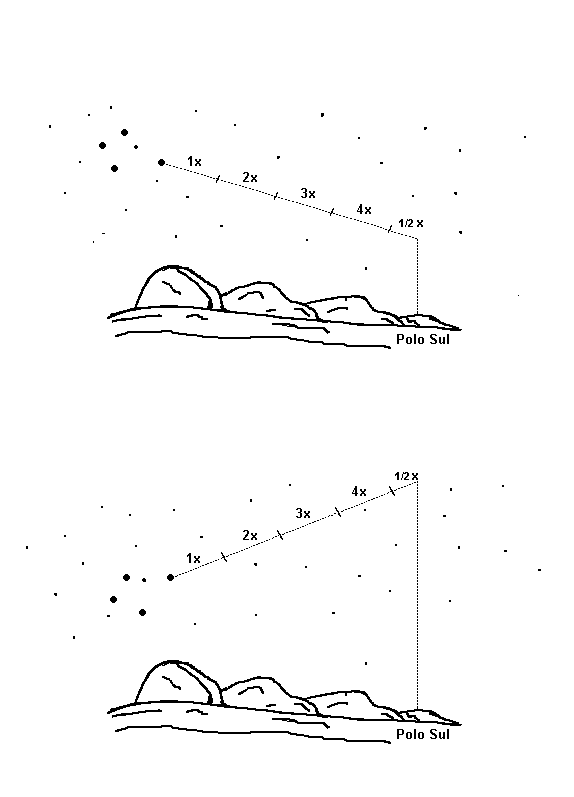 1x
2x
3x
4x
1/2 x
Polo Sul
1/2 x
4x
3x
2x
1x
Polo Sul